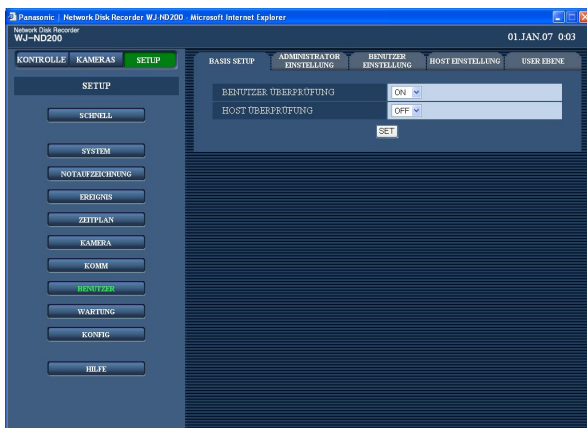 Panasonic | Network Disk Recorder WJ-ND200 - Microsoft Internet Explorer
Network Disk Recorder
WJ-ND200
01.JAN.07 0:03
KONTROLLE KAMERAS SETUP
BASIS SETUP
ADMINISTRATOR EINSTELLUNG
BENUTZER EINSTELLUNG
HOST EINSTELLUNG
USER EBENE
SETUP
BENUTZER ÜBERPRÜFUNG ON
HOST ÜBERPRÜFUNG OFF
SET
SCHNELL
SYSTEM
NOTAUFZEICHNUNG
EREIGNIS
ZEITPLAN
KAMERA
KOMM
BENUTZER
WARTUNG
KONFIG
HILFE